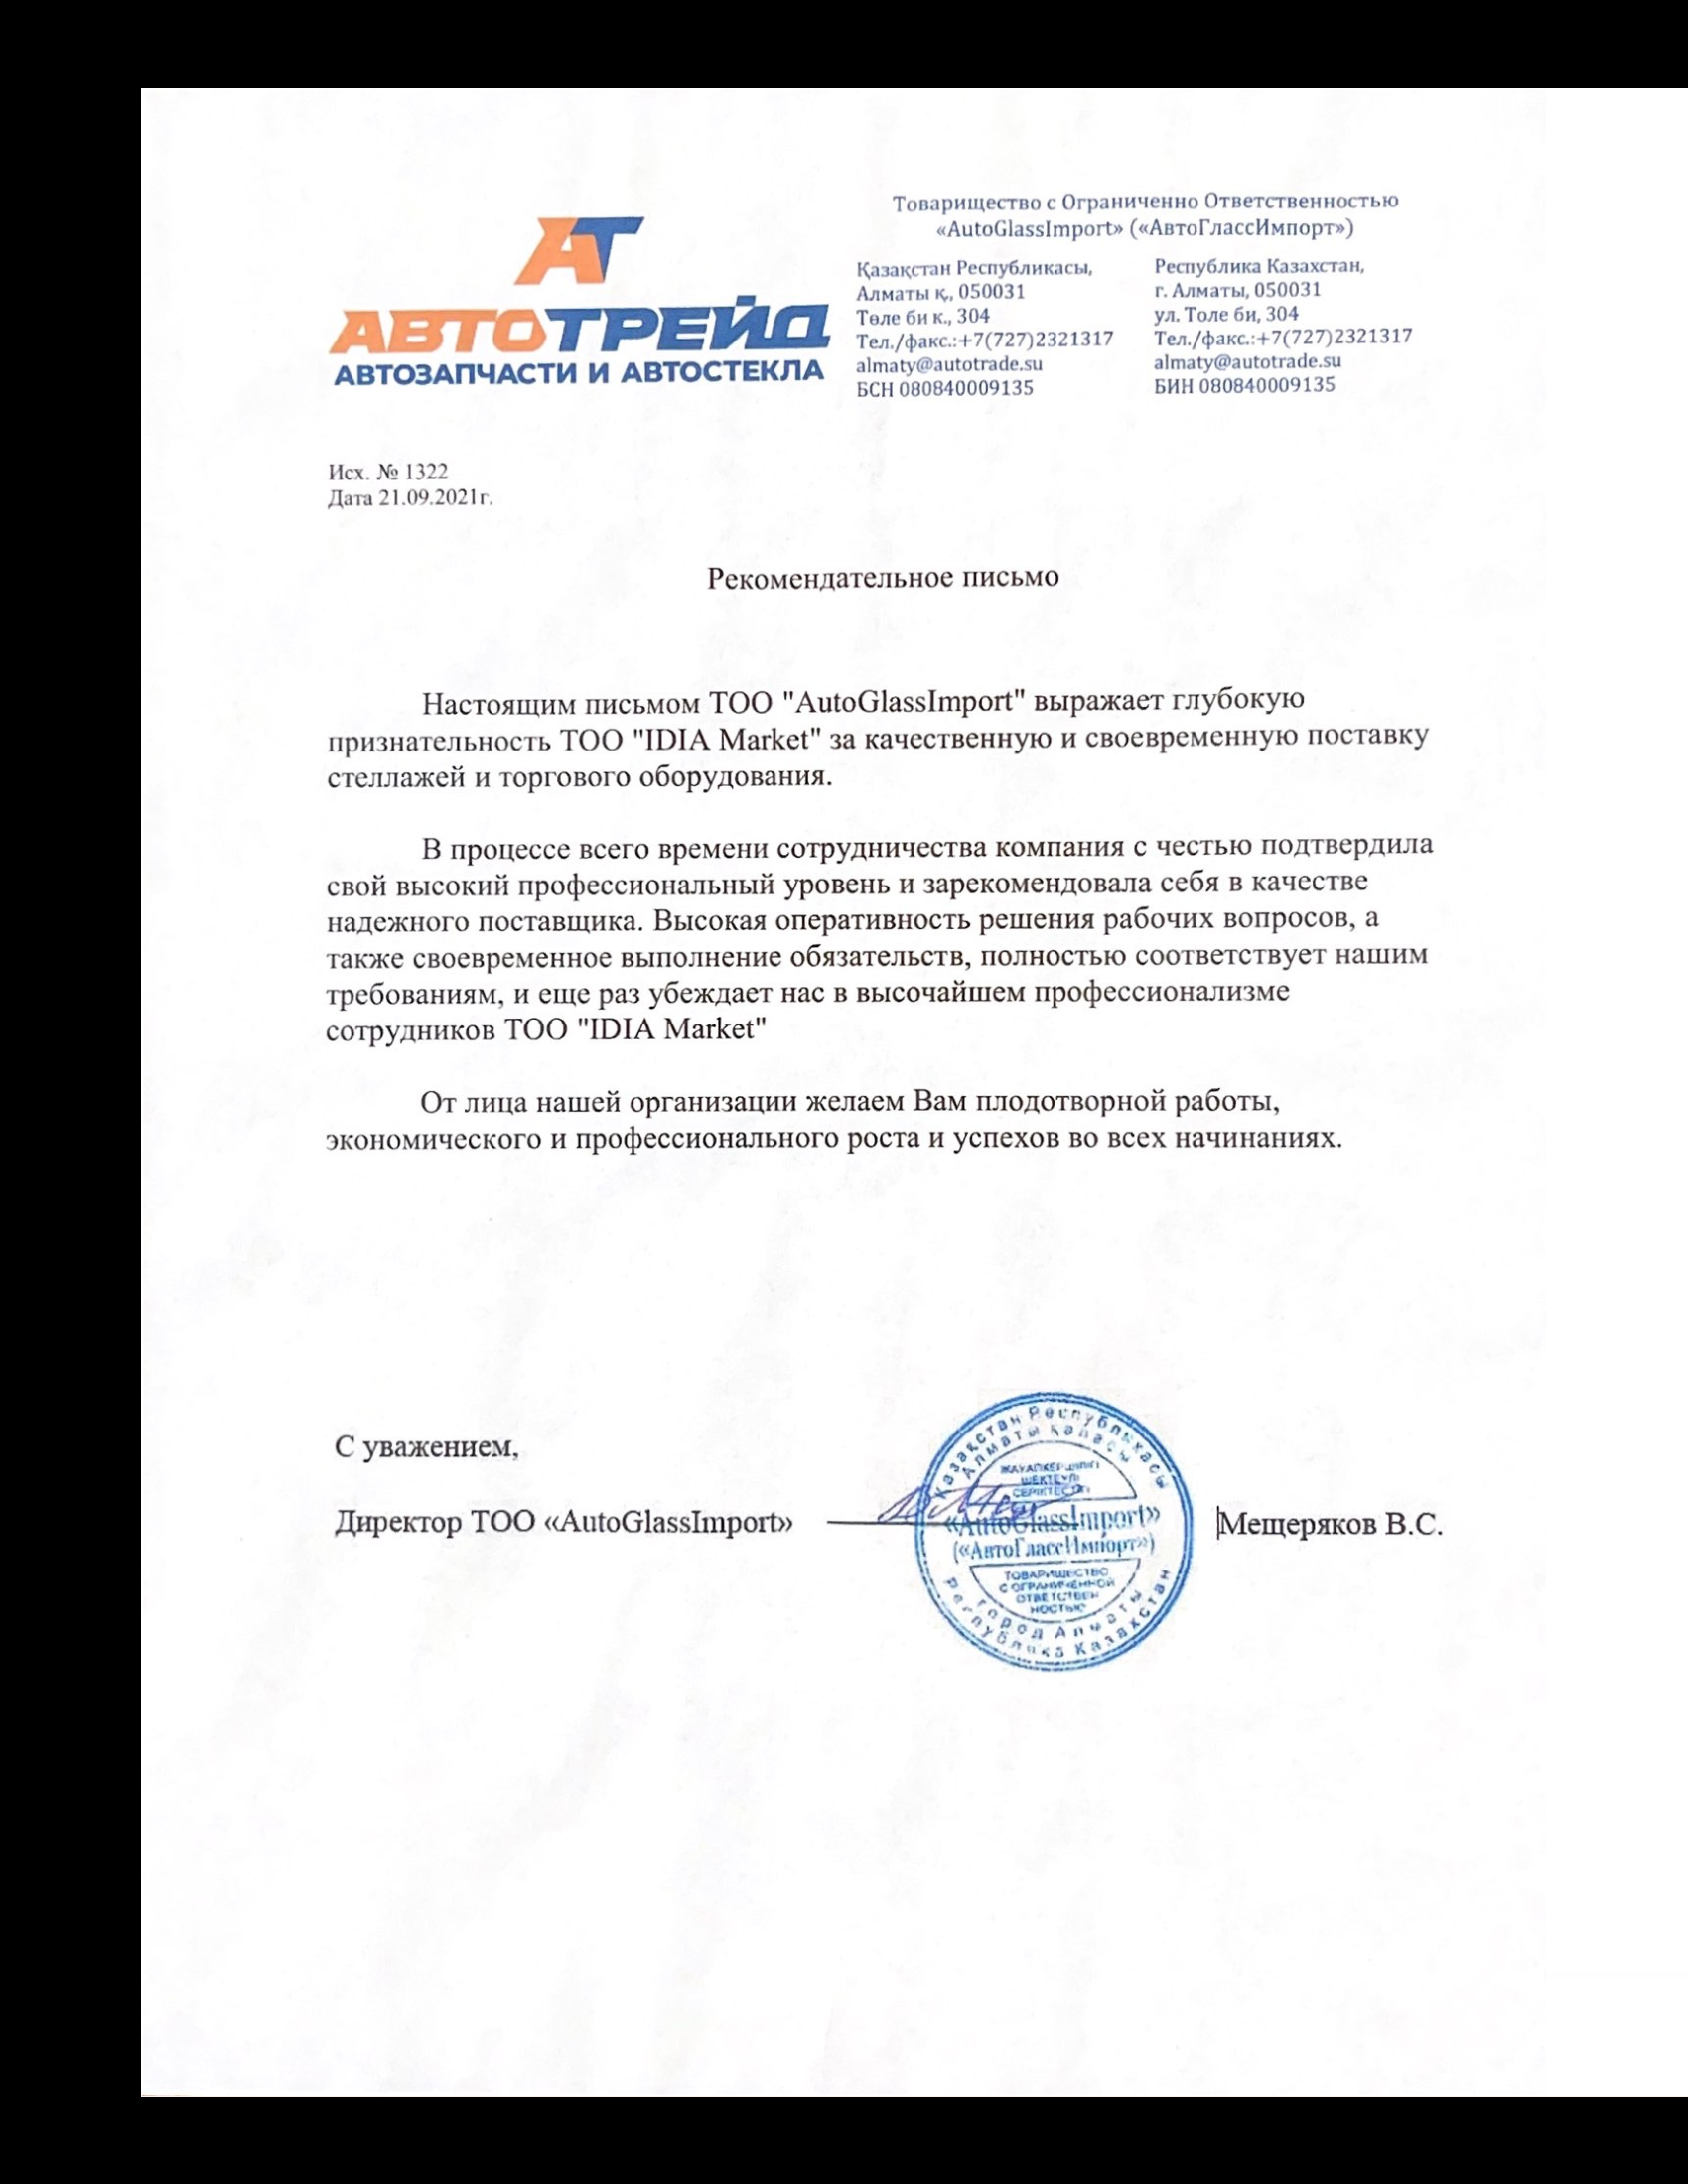 АТ
АВТОТРЕЙД
АВТОЗАПЧАСТИ И АВТОСТЕКЛА
Товарищество с Ограниченно Ответственностью
«AutoGlassImport» («АвтоГлассИмпорт»)
Қазақстан Республикасы,
Алматы қ., 050031
Төле би к., 304
Тел./факс.:+7(727)2321317
almaty@autotrade.su
БСН 080840009135
Республика Казахстан,
г. Алматы, 050031
ул. Толе би, 304
Тел./факс.:+7(727)2321317
almaty@autotrade.su
БИН 080840009135
Исх. № 1322
Дата 21.09.2021г.
Рекомендательное письмо
Настоящим письмом ТОО "AutoGlassImport" выражает глубокую
признательность ТОО "IDIA Market" за качественную и своевременную поставку
стеллажей и торгового оборудования.
В процессе всего времени сотрудничества компания с честью подтвердила
свой высокий профессиональный уровень и зарекомендовала себя в качестве
надежного поставщика. Высокая оперативность решения рабочих вопросов, а
также своевременное выполнение обязательств, полностью соответствует нашим
требованиям, и еще раз убеждает нас в высочайшем профессионализме
сотрудников ТОО "IDIA Market"
От лица нашей организации желаем Вам плодотворной работы,
экономического и профессионального роста и успехов во всех начинаниях.
С уважением,
Директор ТОО «AutoGlassImport»
Мещеряков В.С.
Қазақстан Республикасы
Алматы қаласы
ЖАУАПКЕРШІЛІГІ
ШЕКТЕУЛІ
СЕРІКТЕСТІГІ
«AutoGlassImport»
(«АвтоГлассИмпорт»)
ТОВАРИЩЕСТВО
С ОГРАНИЧЕННОЙ
ОТВЕТСТВЕН
НОСТЬЮ
город Алматы
Республика Казахстан